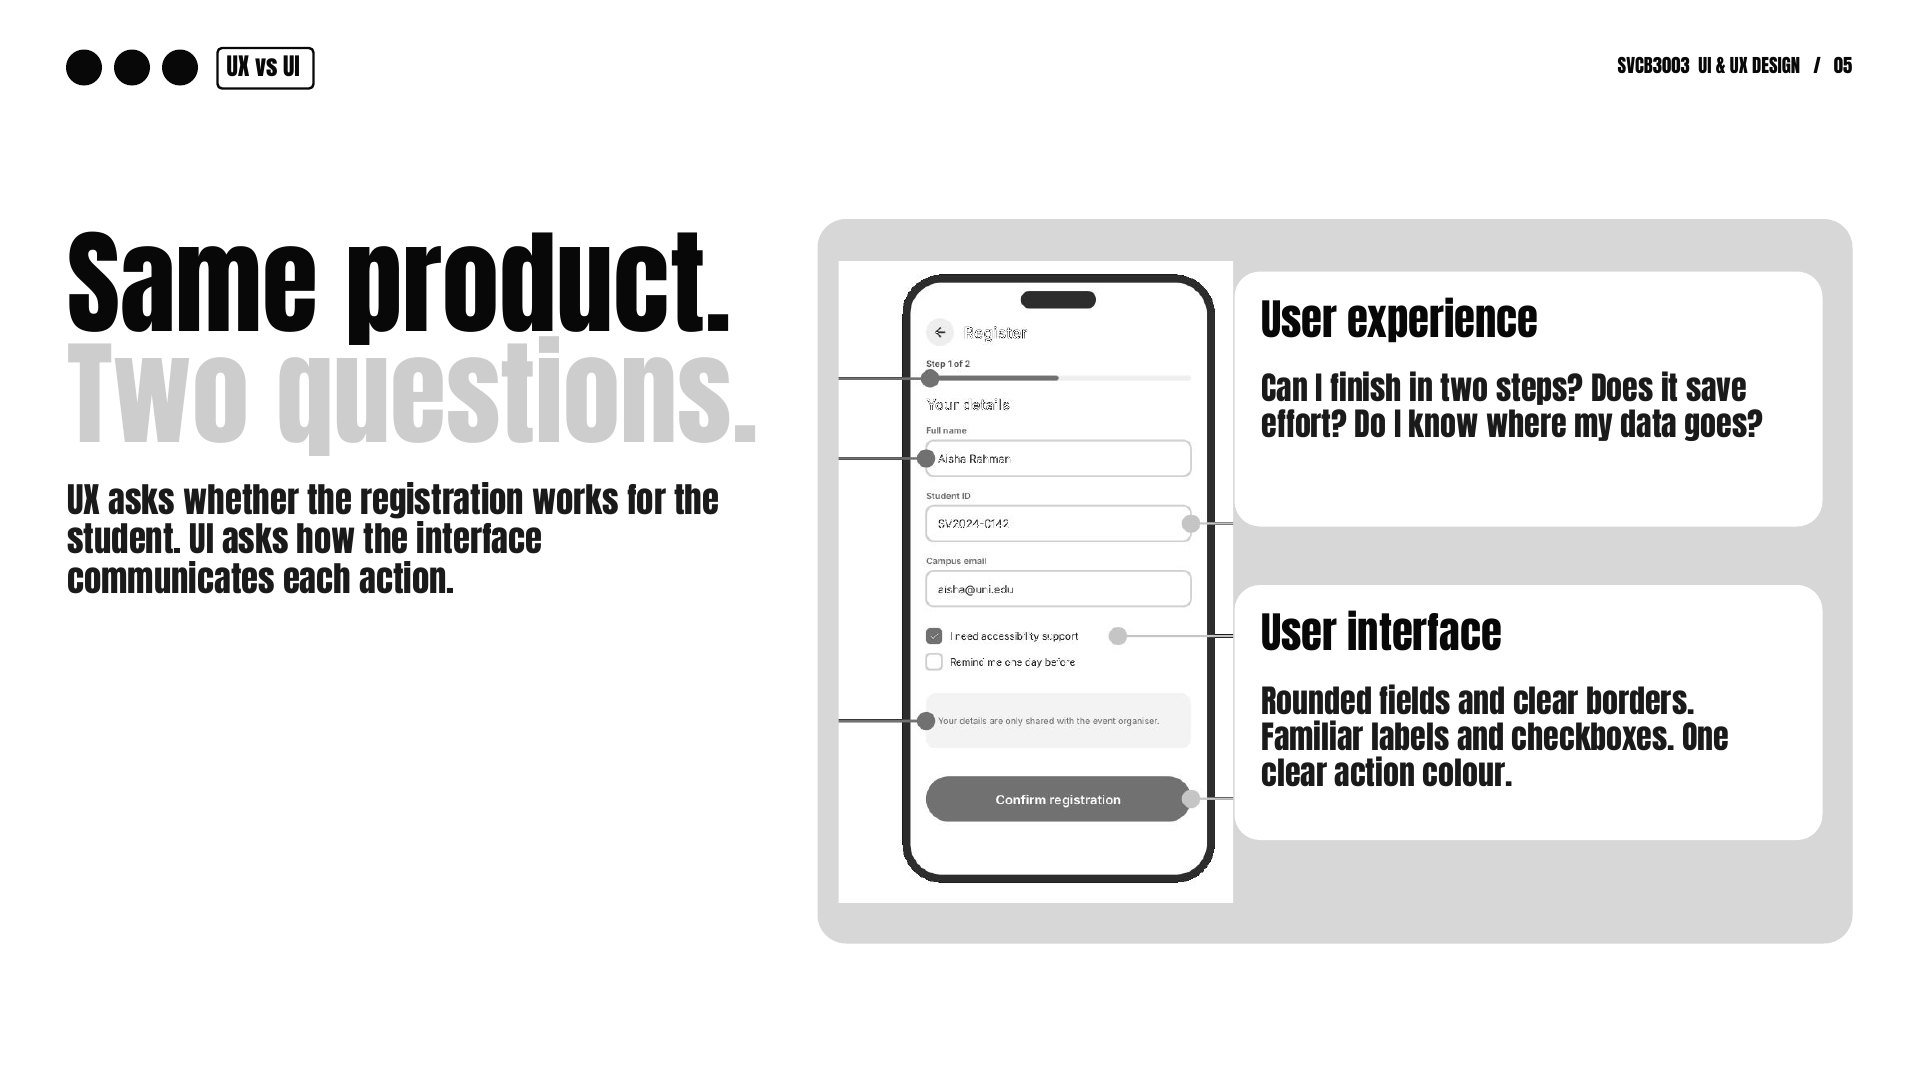 UX vs UI
SVCB3003 UI & UX DESIGN / 05
Same product.
Two questions.
UX asks whether the registration works for the
student. UI asks how the interface
communicates each action.
Register
Step 1 of 2
Your details
Full name
Aisha Rahman
Student ID
SV2024-0142
Campus email
aisha@uni.edu
I need accessibility support
Remind me one day before
Your details are only shared with the event organiser.
Confirm registration
User experience
Can I finish in two steps? Does it save
effort? Do I know where my data goes?
User interface
Rounded fields and clear borders.
Familiar labels and checkboxes. One
clear action colour.